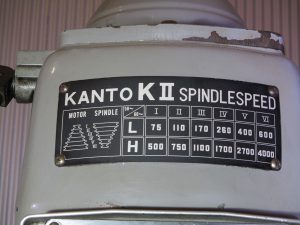 KANTO KII SPINDLESPEED
MOTOR SPINDLE I II III IV V VI
L 75 110 170 260 400 600
H 500 750 1100 1700 2700 4000